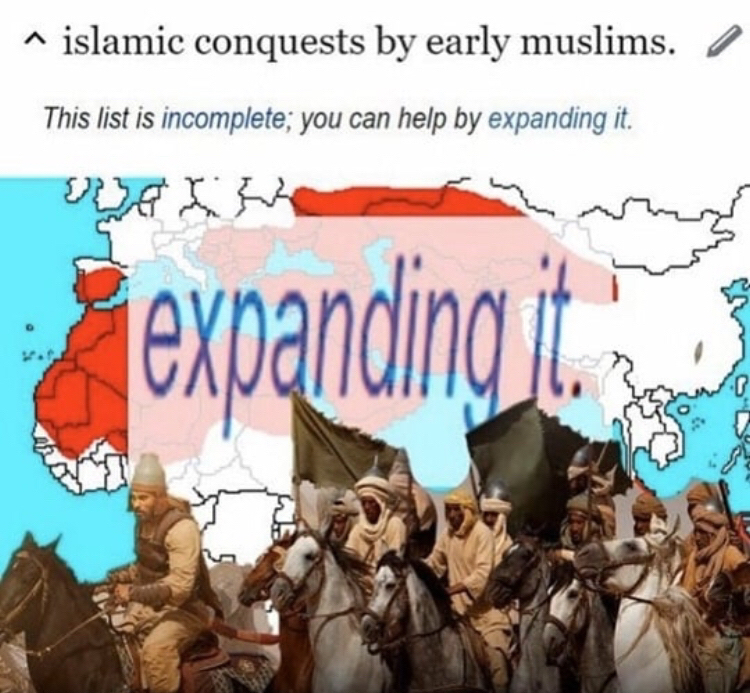 ^ islamic conquests by early muslims.
This list is incomplete; you can help by expanding it.
expanding it.